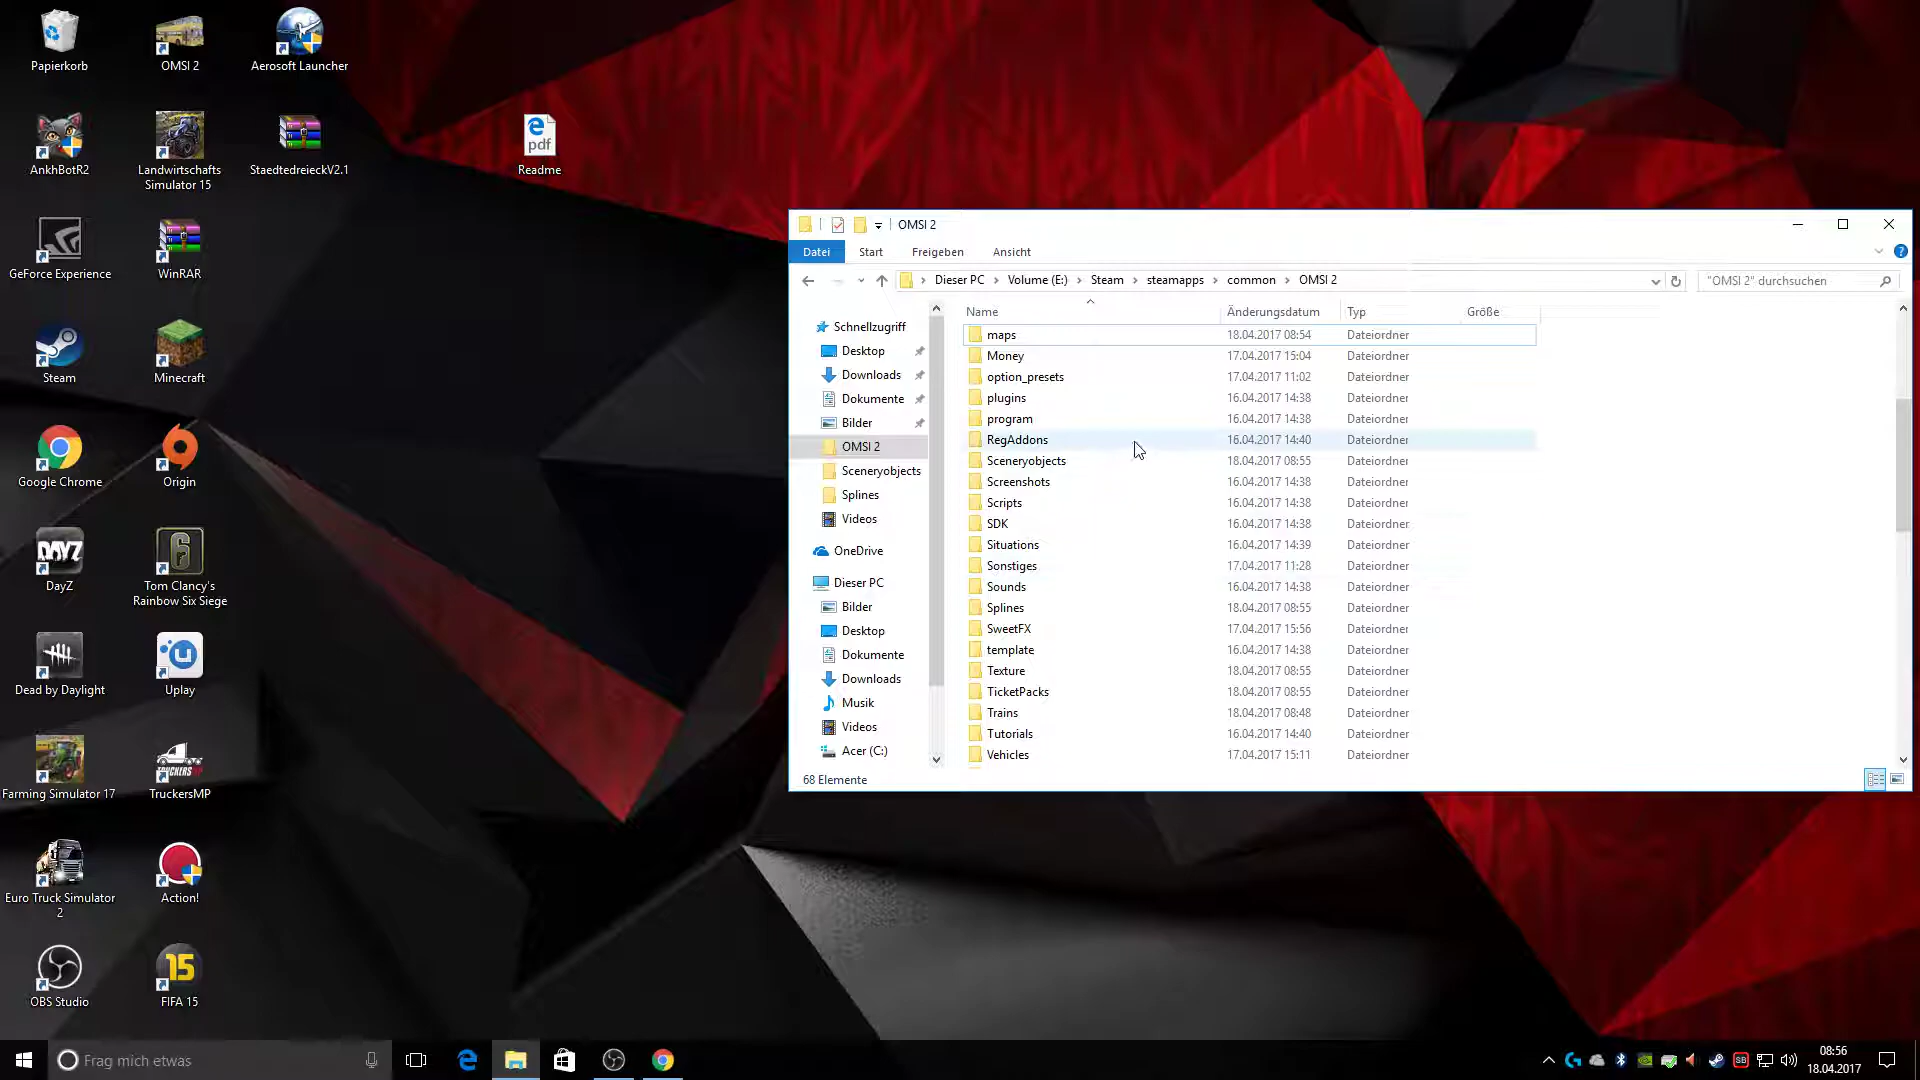 Papierkorb
OMSI 2
Aerosoft Launcher
AnkhBotR2
Landwirtschafts
Simulator 15
StaedtedreieckV2.1
pdf
Readme
GeForce Experience
WinRAR
Steam
Minecraft
Google Chrome
Origin
DAYZ
DayZ
6
Tom Clancy's
Rainbow Six Siege
Dead by Daylight
Uplay
Farming Simulator 17
TRUCKERSMP
TruckersMP
Euro Truck Simulator
2
Action!
OBS Studio
15
FIFA 15
OMSI 2
Datei Start Freigeben Ansicht
Dieser PC Volume (E:) Steam steamapps common OMSI 2
"OMSI 2" durchsuchen
Schnellzugriff
Desktop
Downloads
Dokumente
Bilder
OMSI 2
Sceneryobjects
Splines
Videos
OneDrive
Dieser PC
Bilder
Desktop
Dokumente
Downloads
Musik
Videos
Acer (C:)
Name Änderungsdatum Typ Größe
maps 18.04.2017 08:54 Dateiordner
Money 17.04.2017 15:04 Dateiordner
option_presets 17.04.2017 11:02 Dateiordner
plugins 16.04.2017 14:38 Dateiordner
program 16.04.2017 14:38 Dateiordner
RegAddons 16.04.2017 14:40 Dateiordner
Sceneryobjects 18.04.2017 08:55 Dateiordner
Screenshots 16.04.2017 14:38 Dateiordner
Scripts 16.04.2017 14:38 Dateiordner
SDK 16.04.2017 14:38 Dateiordner
Situations 16.04.2017 14:39 Dateiordner
Sonstiges 17.04.2017 11:28 Dateiordner
Sounds 16.04.2017 14:38 Dateiordner
Splines 18.04.2017 08:55 Dateiordner
SweetFX 17.04.2017 15:56 Dateiordner
template 16.04.2017 14:38 Dateiordner
Texture 18.04.2017 08:55 Dateiordner
TicketPacks 18.04.2017 08:55 Dateiordner
Trains 18.04.2017 08:48 Dateiordner
Tutorials 16.04.2017 14:40 Dateiordner
Vehicles 17.04.2017 15:11 Dateiordner
68 Elemente
Frag mich etwas
SB
08:56
18.04.2017